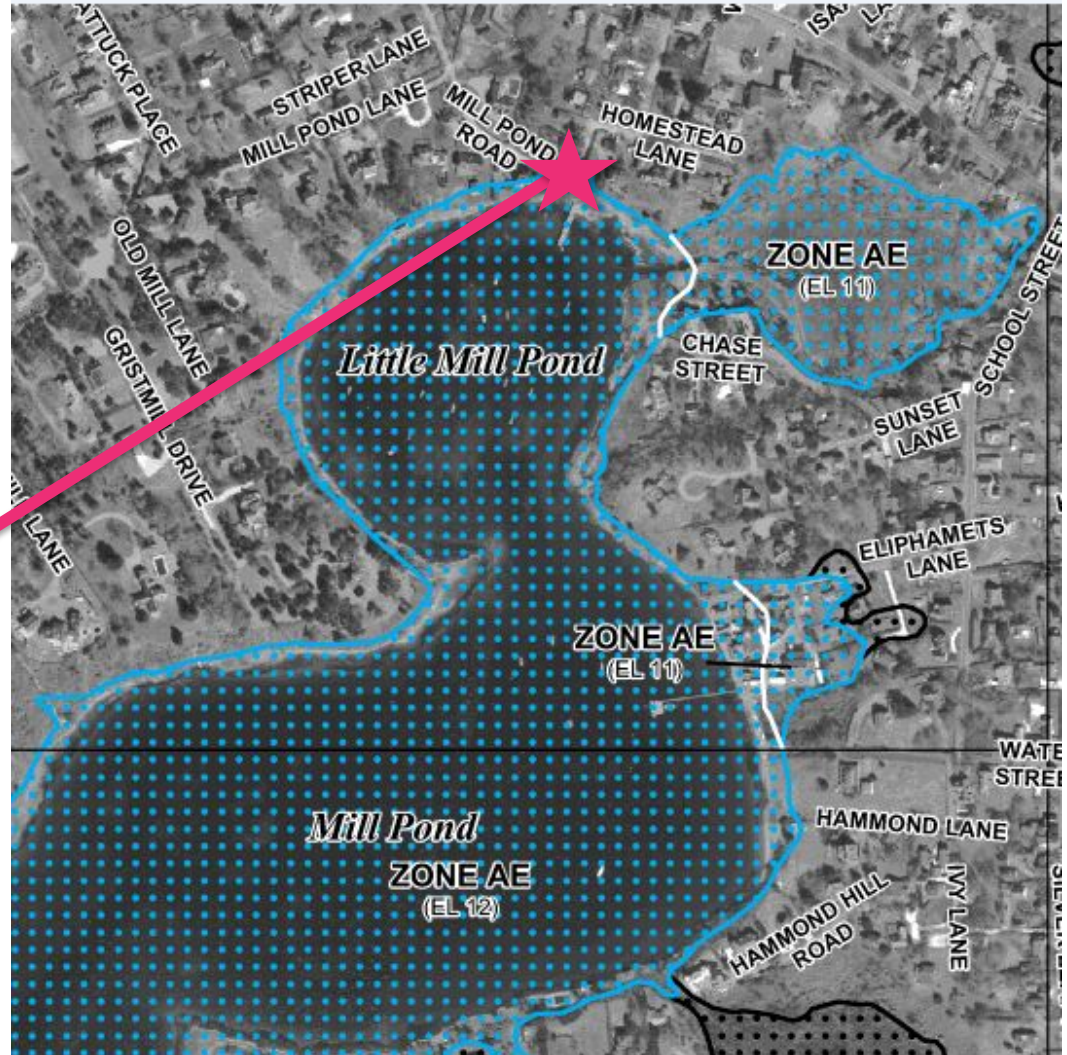 STRIPER LANE
MILL POND LANE
MILL POND
ROAD
HOMESTEAD
LANE
PLACE
OLD MILL LANE
GRISTMILL DRIVE
LANE
Little Mill Pond
ZONE AE
(EL 11)
CHASE
STREET
SCHOOL STREET
SUNSET
LANE
ELIPHAMETS
LANE
ZONE AE
(EL 11)
Mill Pond
ZONE AE
(EL 12)
HAMMOND LANE
HAMMOND HILL
ROAD
IVY LANE